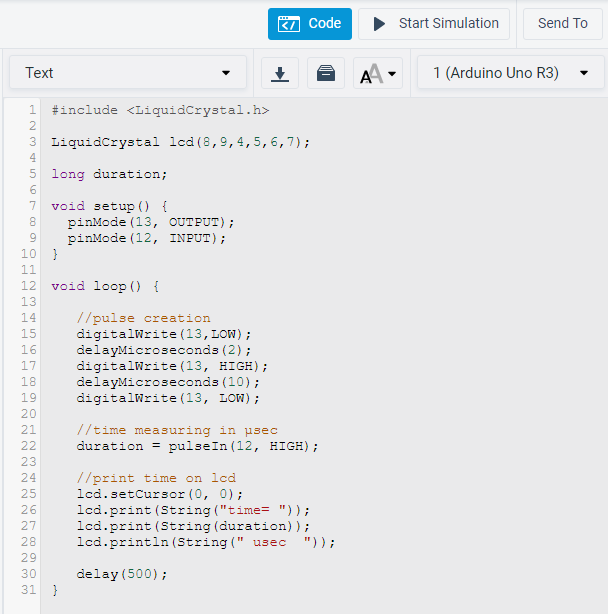 Code
Start Simulation
Send To
Text
AA
1 (Arduino Uno R3)
1 #include <LiquidCrystal.h>
2
3 LiquidCrystal lcd(8,9,4,5,6,7);
4
5 long duration;
6
7 void setup() {
8   pinMode(13, OUTPUT);
9   pinMode(12, INPUT);
10 }
11
12 void loop() {
13
14    //pulse creation
15    digitalWrite(13,LOW);
16    delayMicroseconds(2);
17    digitalWrite(13, HIGH);
18    delayMicroseconds(10);
19    digitalWrite(13, LOW);
20
21    //time measuring in μsec
22    duration = pulseIn(12, HIGH);
23
24    //print time on lcd
25    lcd.setCursor(0, 0);
26    lcd.print(String("time= "));
27    lcd.print(String(duration));
28    lcd.println(String(" usec  "));
29
30    delay(500);
31 }